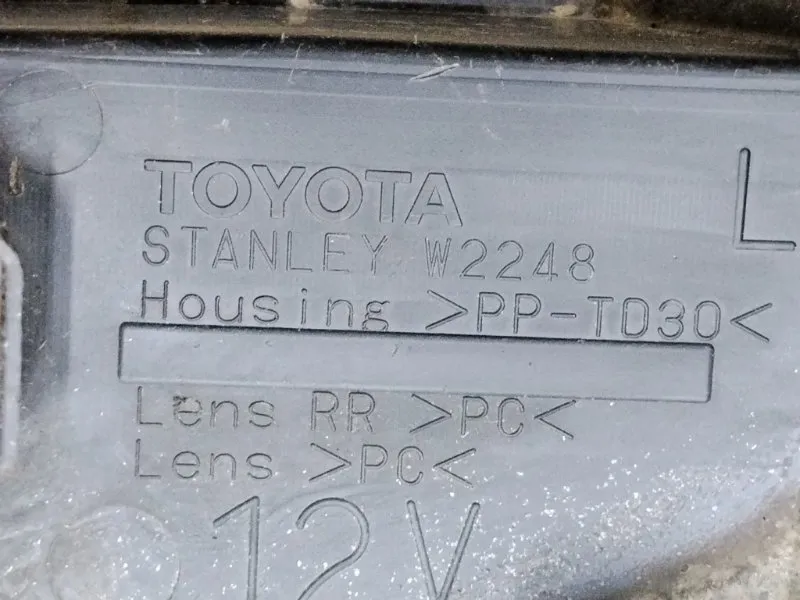 TOYOTA
L
STANLEY W2248
Housing >PP-TD30<
Lens RR >PC<
Lens >PC<
12V